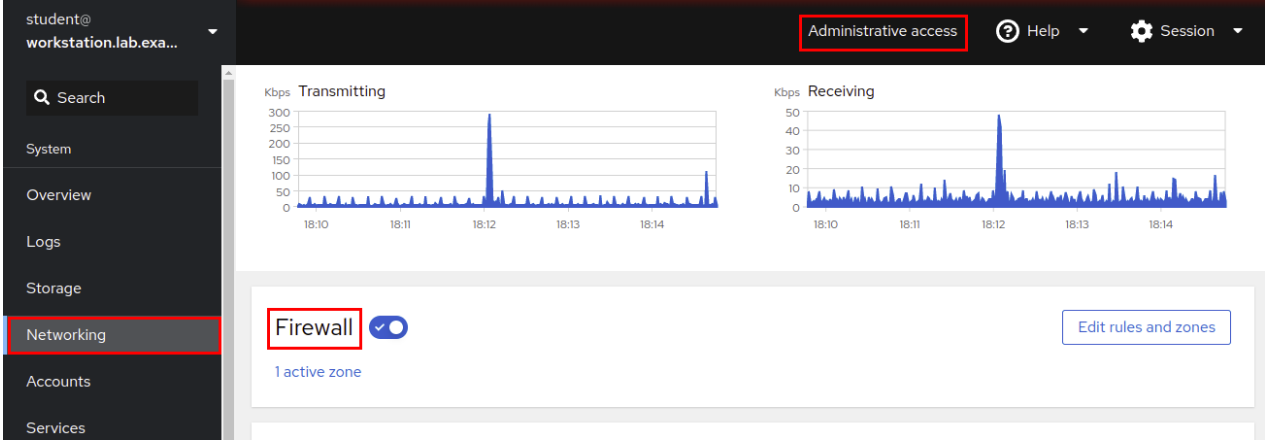 student@
workstation.lab.exa...
Administrative access
Help
Session
Search
System
Overview
Logs
Storage
Networking
Accounts
Services
Kbps Transmitting
300
250
200
150
100
50
0
18:10 18:11 18:12 18:13 18:14
Kbps Receiving
50
40
30
20
10
0
18:10 18:11 18:12 18:13 18:14
Firewall
Edit rules and zones
1 active zone